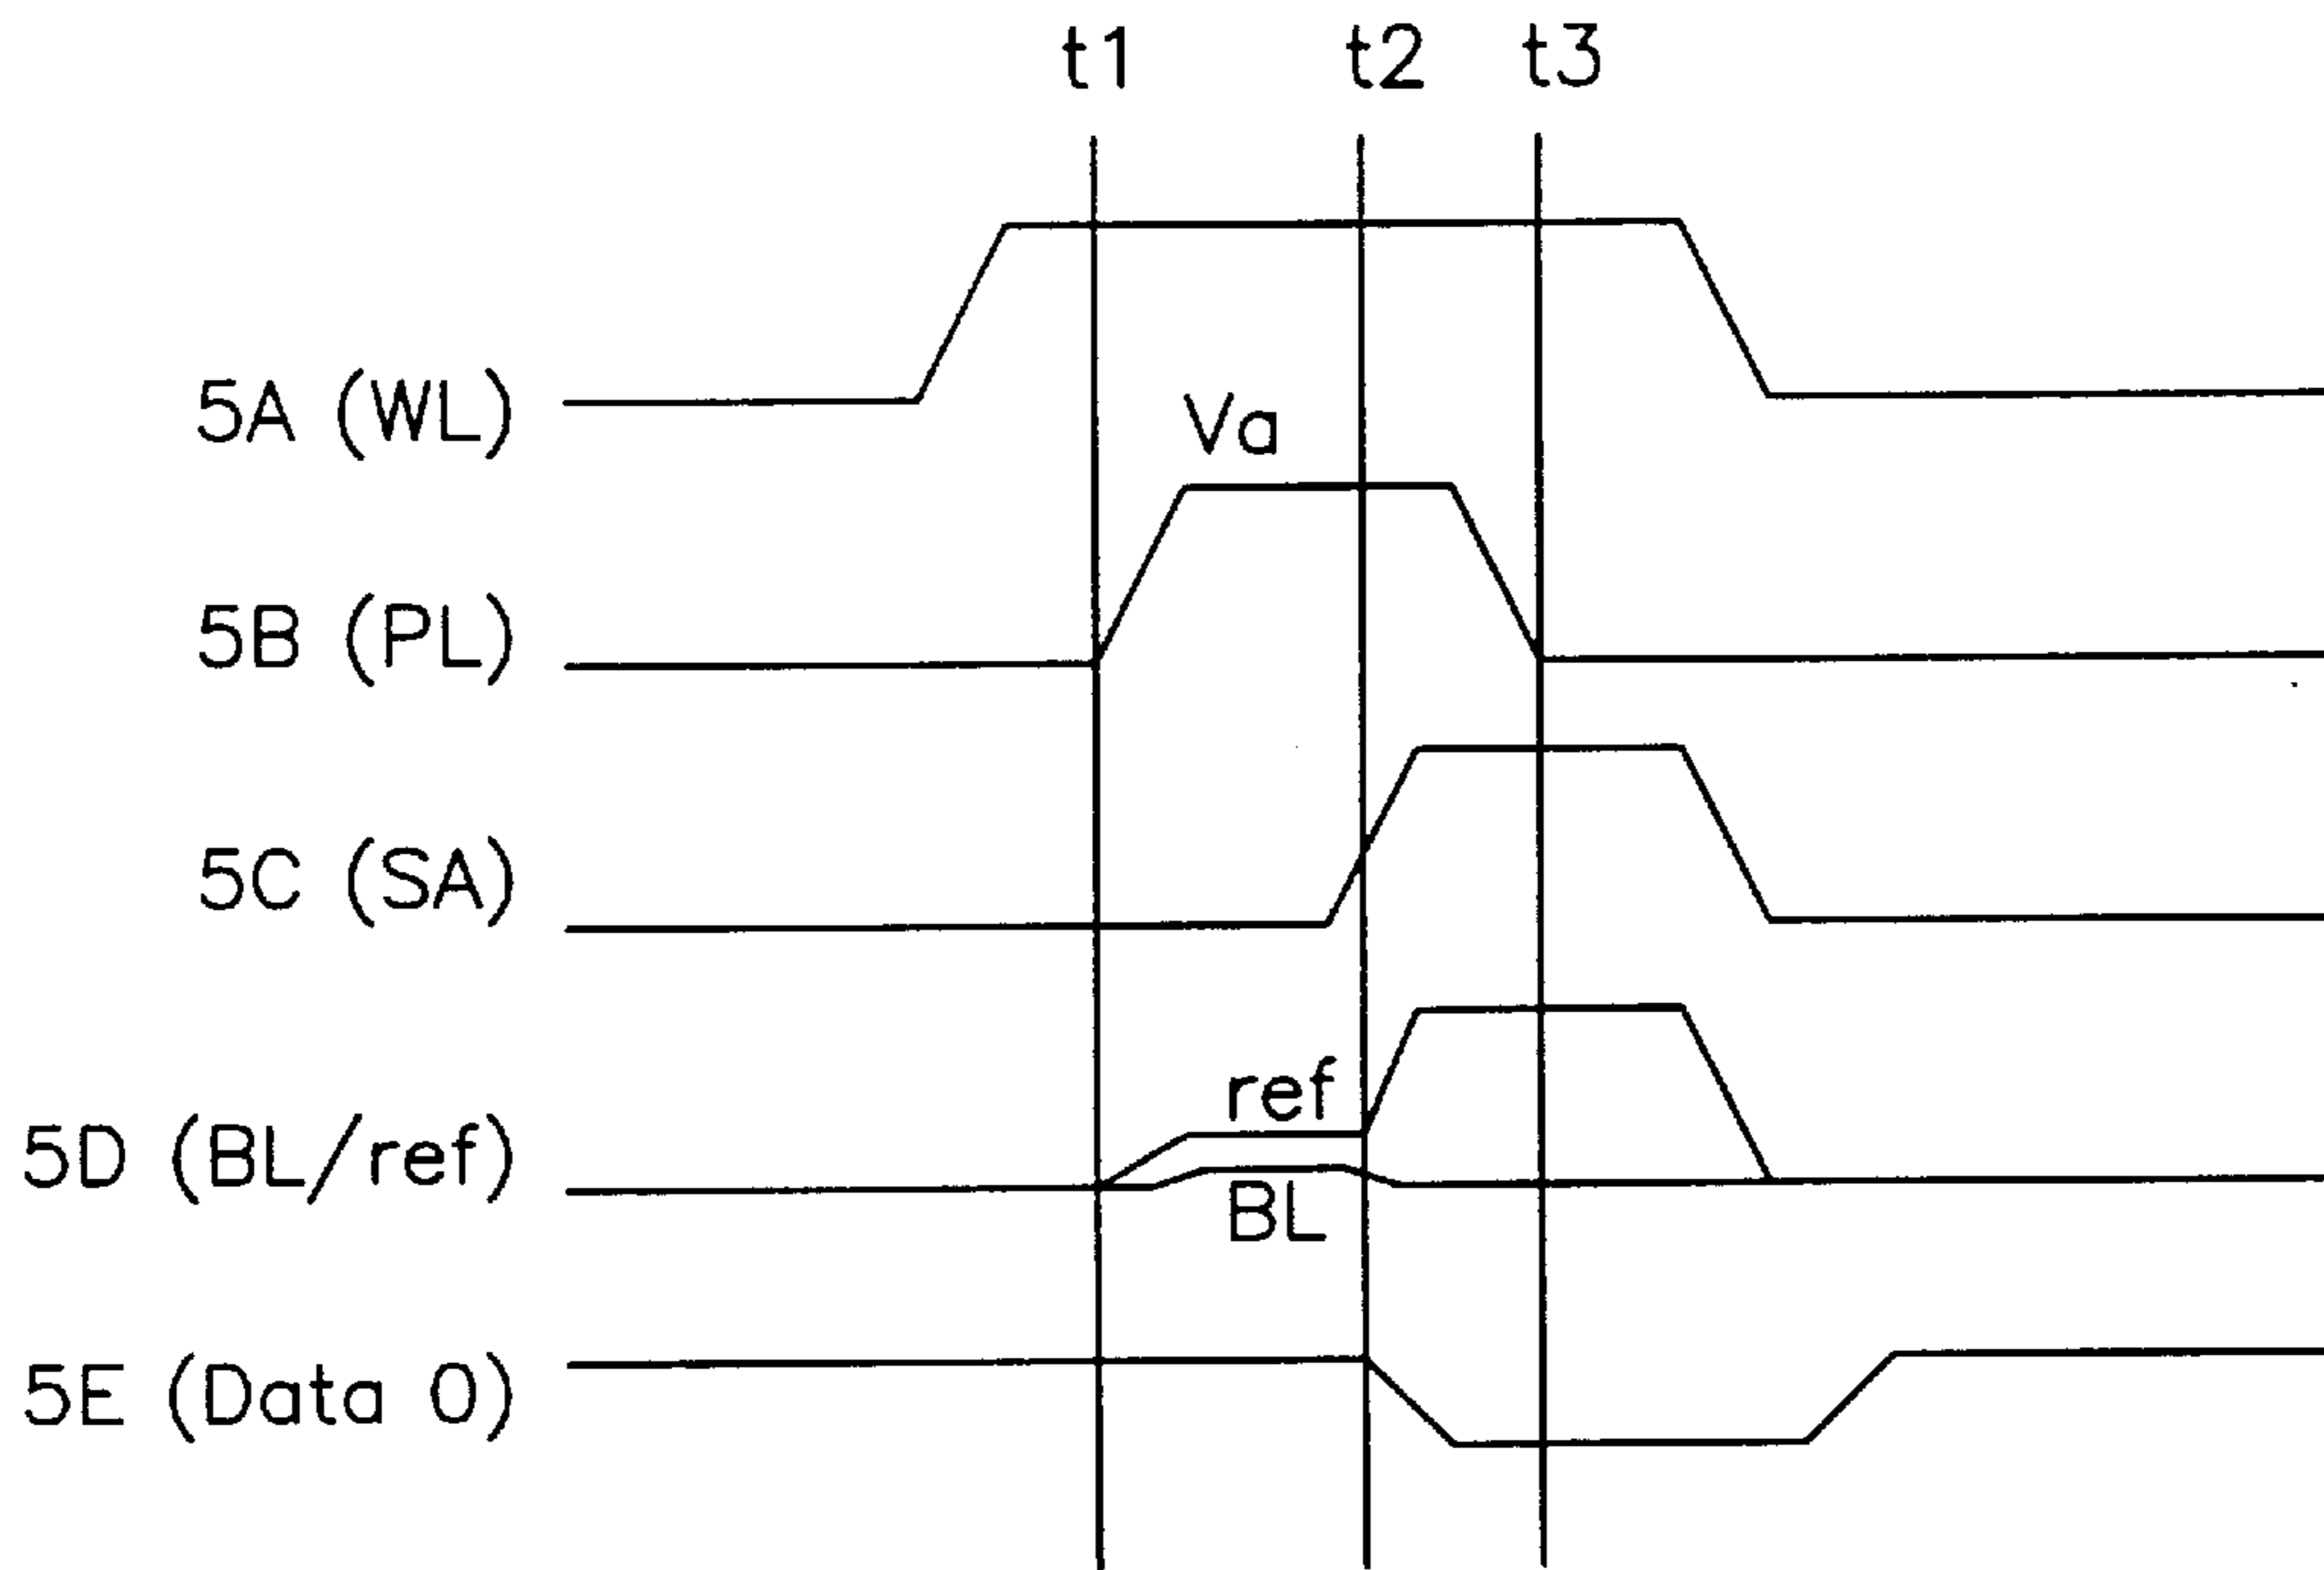 t1 t2 t3
5A (WL)
Va
5B (PL)
5C (SA)
ref
5D (BL/ref)
BL
5E (Data 0)